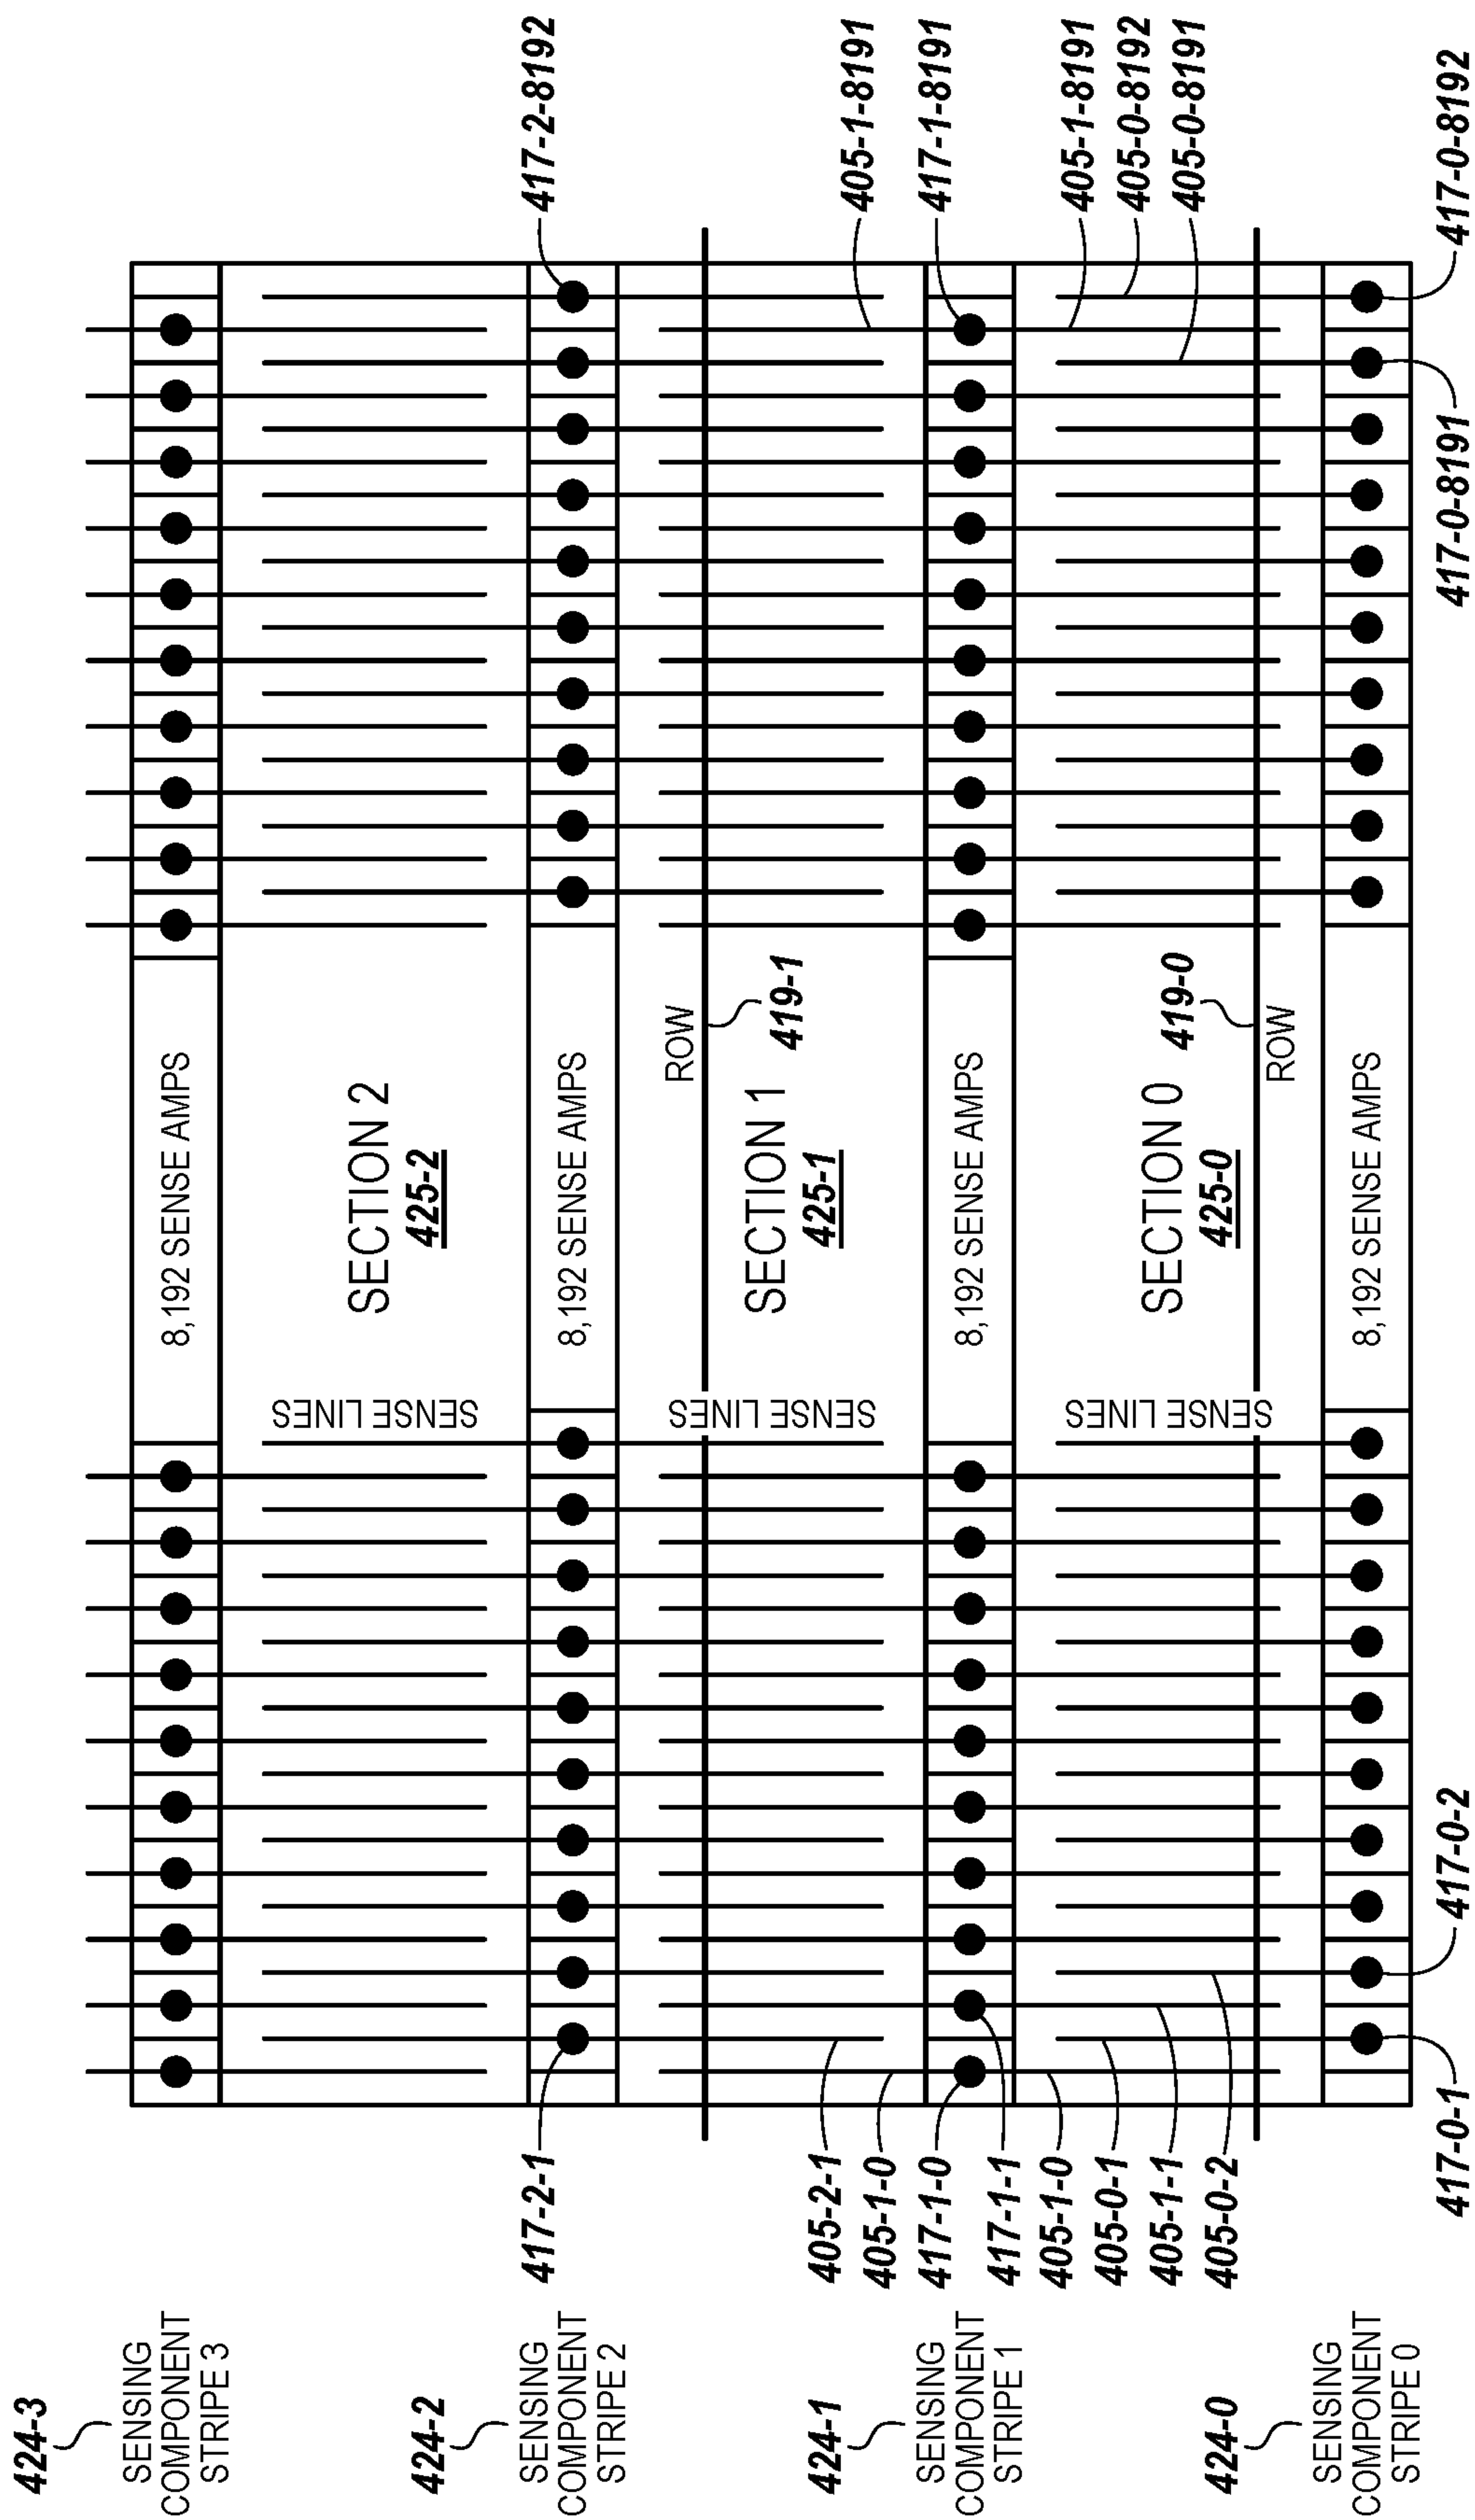 424-3
SENSING
COMPONENT
STRIPE 3
8,192 SENSE AMPS
SENSE LINES
SECTION 2
425-2
424-2
SENSING
COMPONENT
STRIPE 2
417-2-1
8,192 SENSE AMPS
417-2-8192
ROW
419-1
SENSE LINES
SECTION 1
425-1
405-2-1
405-1-0
405-1-8191
424-1
SENSING
COMPONENT
STRIPE 1
417-1-0
417-1-1
8,192 SENSE AMPS
417-1-8191
405-1-0
405-0-1
405-1-1
405-0-2
SENSE LINES
SECTION 0
425-0
419-0
ROW
405-1-8191
405-0-8192
405-0-8191
424-0
SENSING
COMPONENT
STRIPE 0
8,192 SENSE AMPS
417-0-1
417-0-2
417-0-8191
417-0-8192